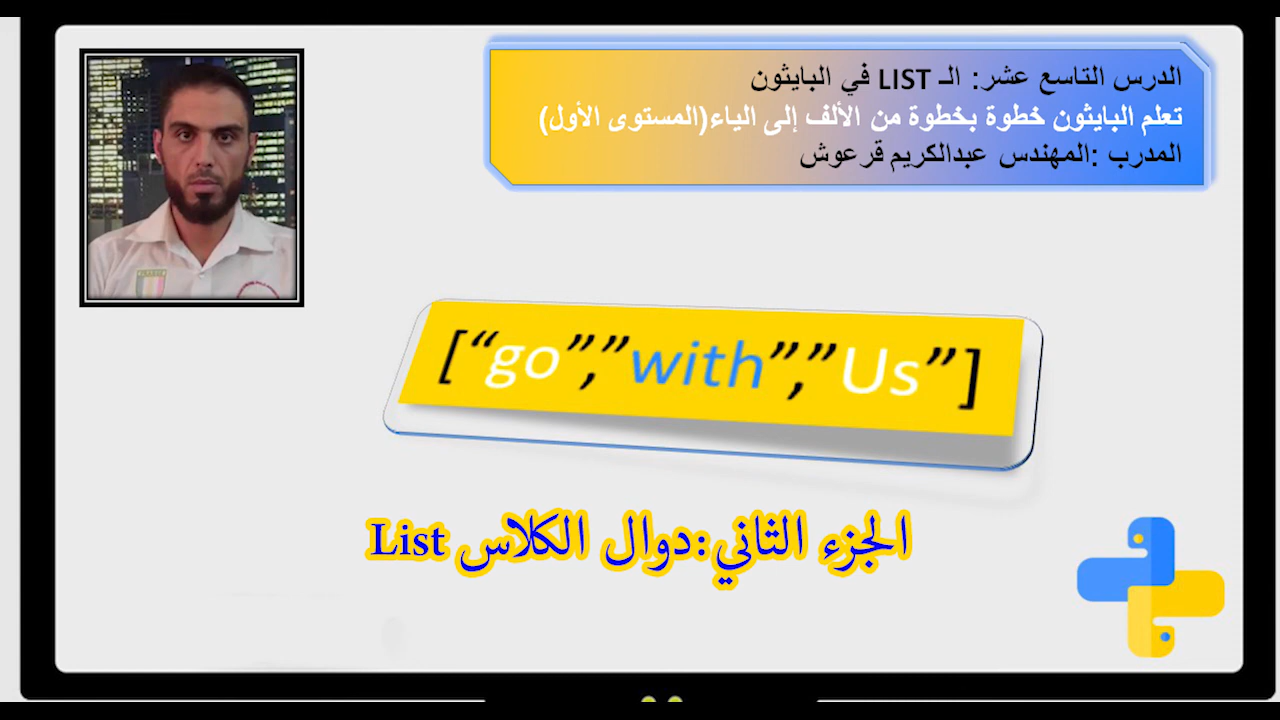 الدرس التاسع عشر: الـ LIST في البايثون
تعلم البايثون خطوة بخطوة من الألف إلى الياء(المستوى الأول)
المدرب :المهندس عبدالكريم قرعوش
[“go”,”with”,”Us”]
الجزء الثاني:دوال الكلاس List